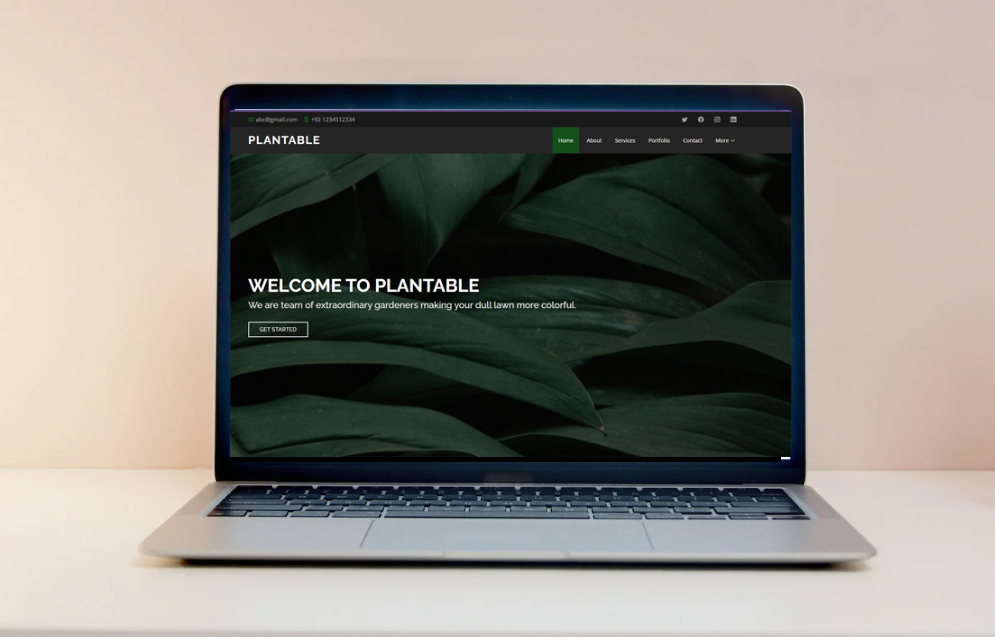 abc@gmail.com +92 1234512334
PLANTABLE
Home About Services Portfolio Contact More
WELCOME TO PLANTABLE
We are team of extraordinary gardeners making your dull lawn more colorful.
GET STARTED